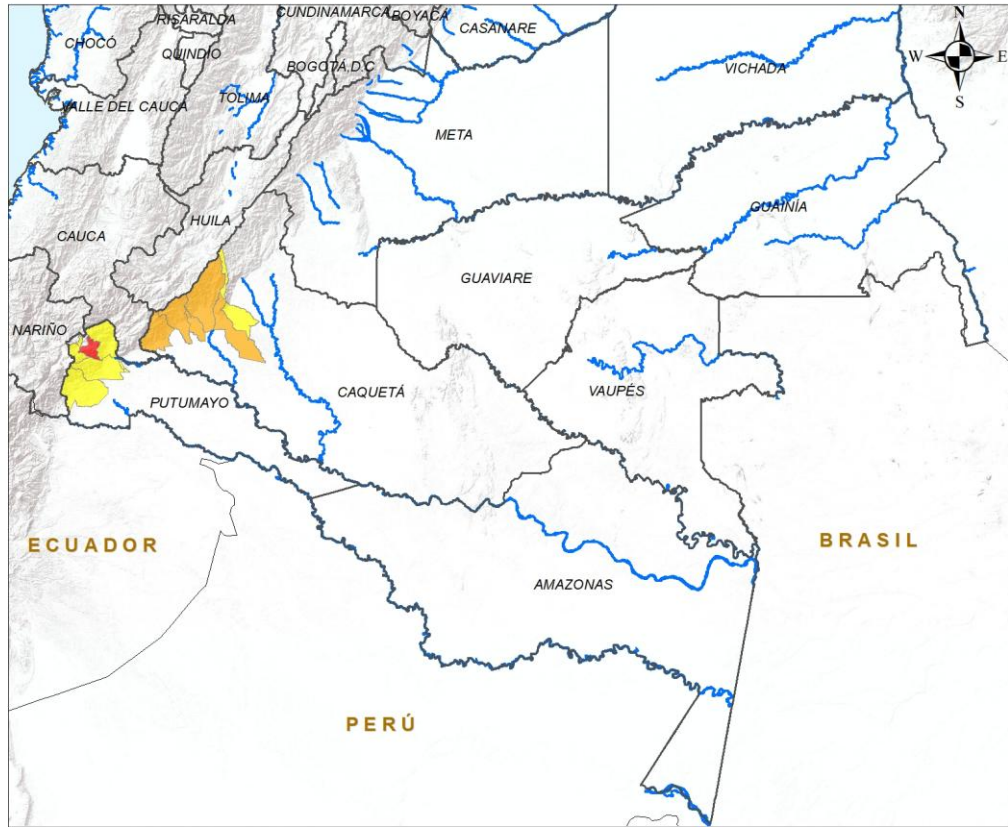 CUNDINAMARCA
BOYACÁ
RISARALDA
CASANARE
N
CHOCÓ
QUINDÍO
BOGOTÁ D.C
W
E
VICHADA
S
VALLE DEL CAUCA
TOLIMA
META
GUAINÍA
HUILA
CAUCA
GUAVIARE
NARIÑO
PUTUMAYO
CAQUETÁ
VAUPÉS
ECUADOR
BRASIL
AMAZONAS
PERÚ